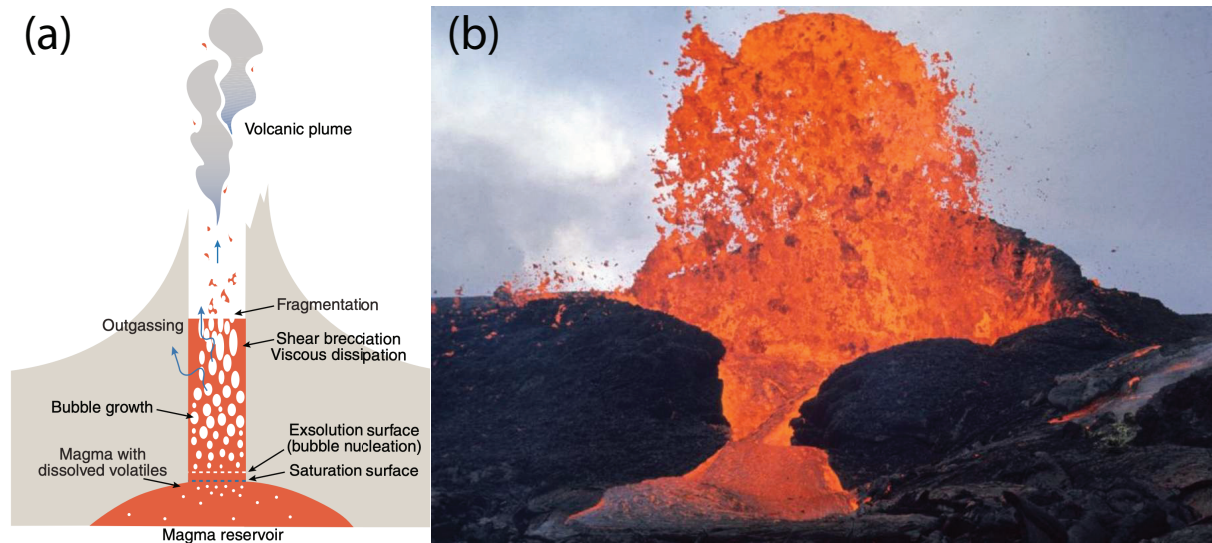 (a)
Volcanic plume
Fragmentation
Outgassing
Shear brecciation
Viscous dissipation
Bubble growth
Exsolution surface
(bubble nucleation)
Magma with
dissolved volatiles
Saturation surface
Magma reservoir
(b)